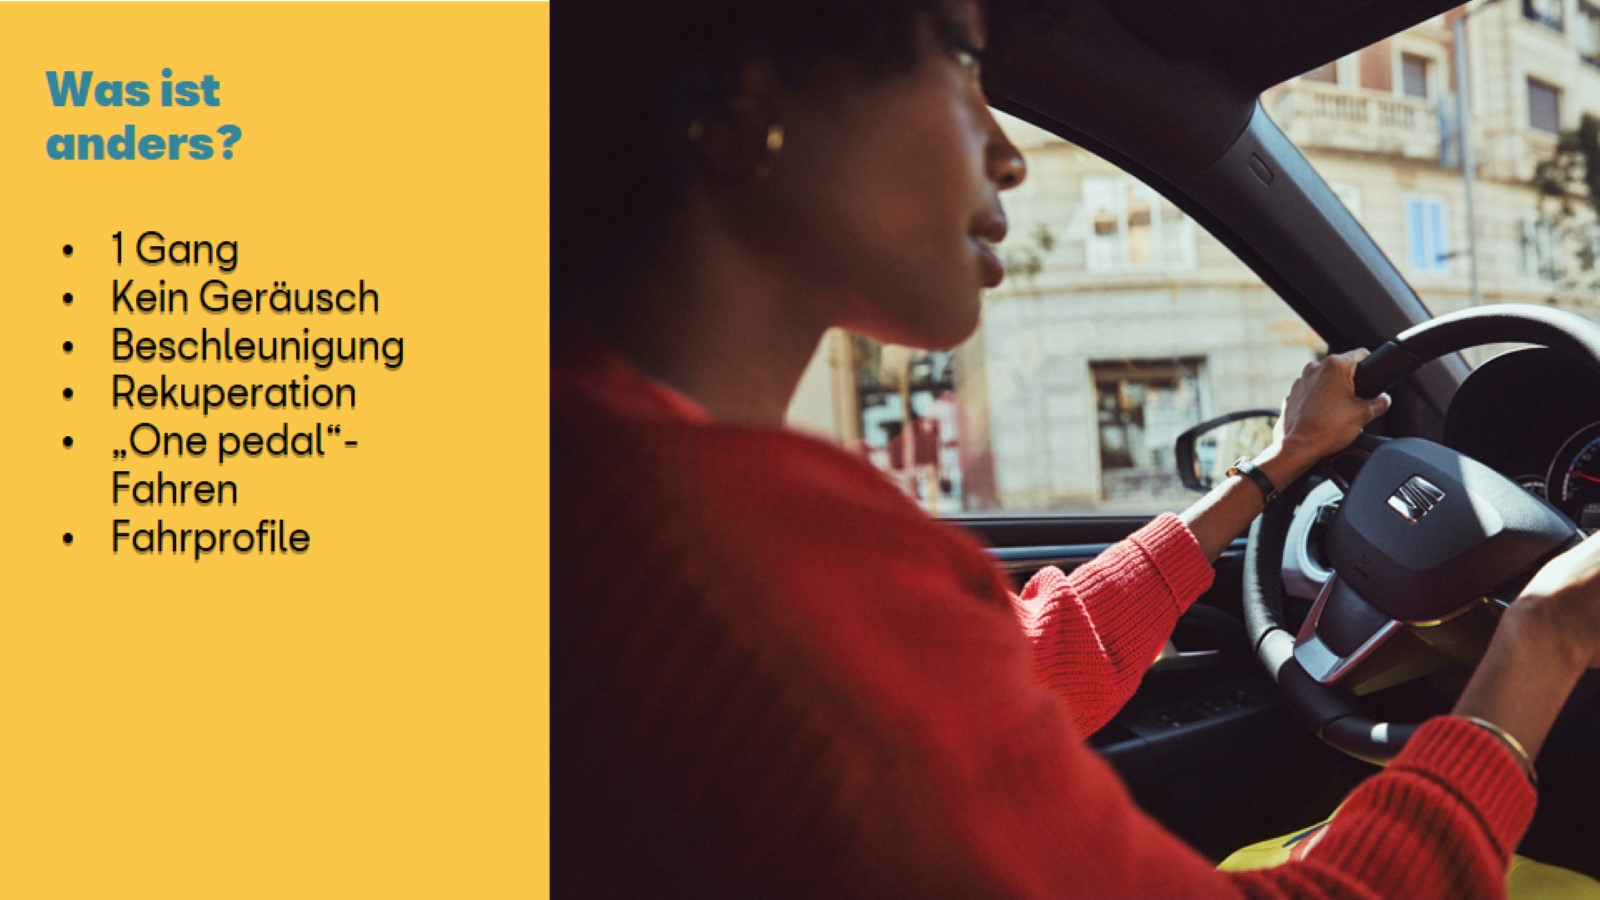 Was ist
anders?
• 1 Gang
• Kein Geräusch
• Beschleunigung
• Rekuperation
• „One pedal“-
Fahren
• Fahrprofile